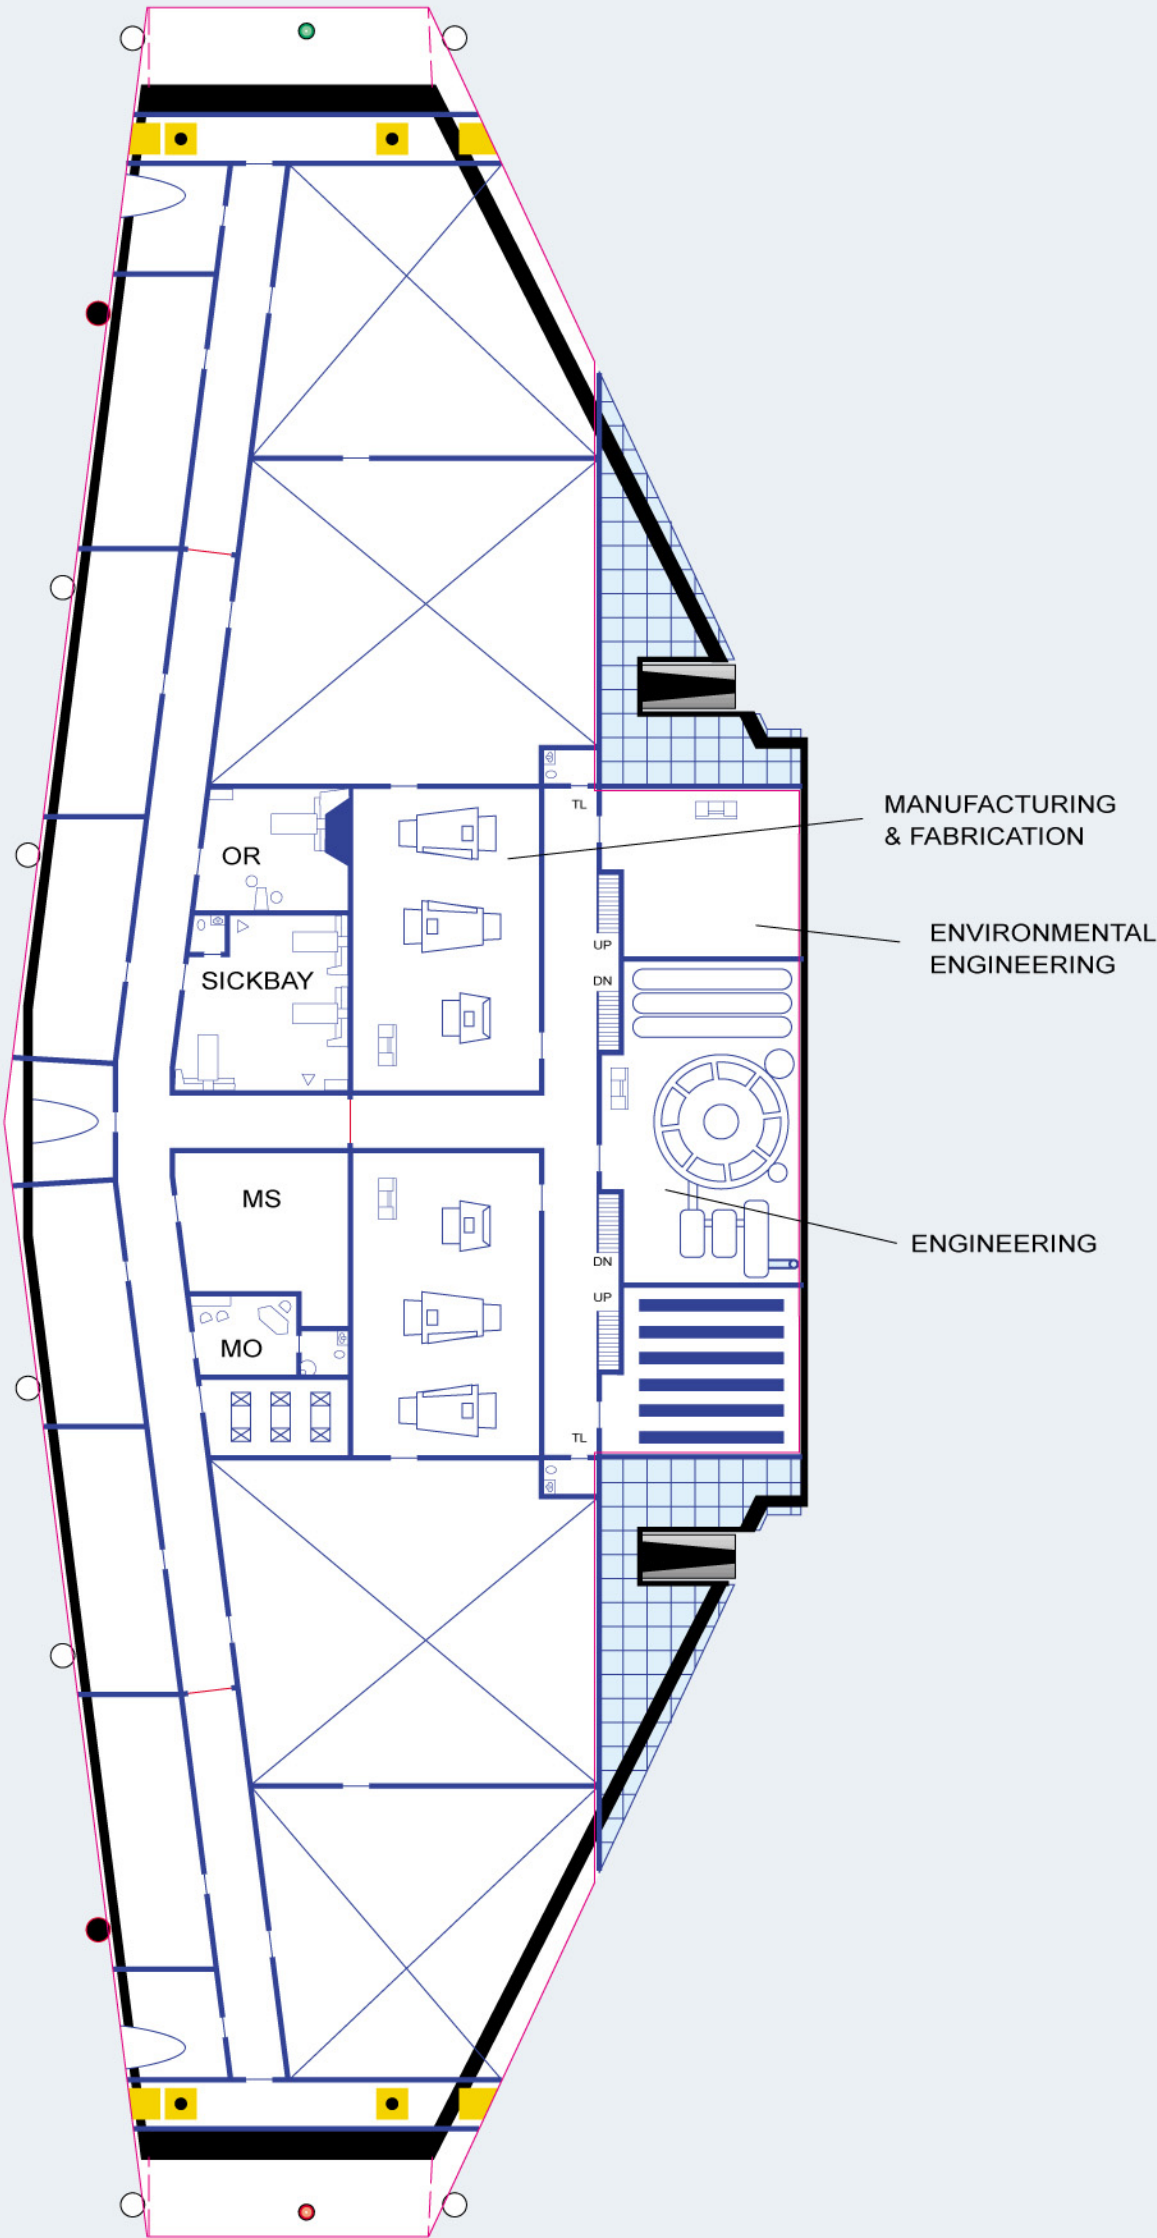 TL
MANUFACTURING
& FABRICATION
OR
ENVIRONMENTAL
ENGINEERING
UP
SICKBAY
DN
MS
ENGINEERING
DN
UP
MO
TL